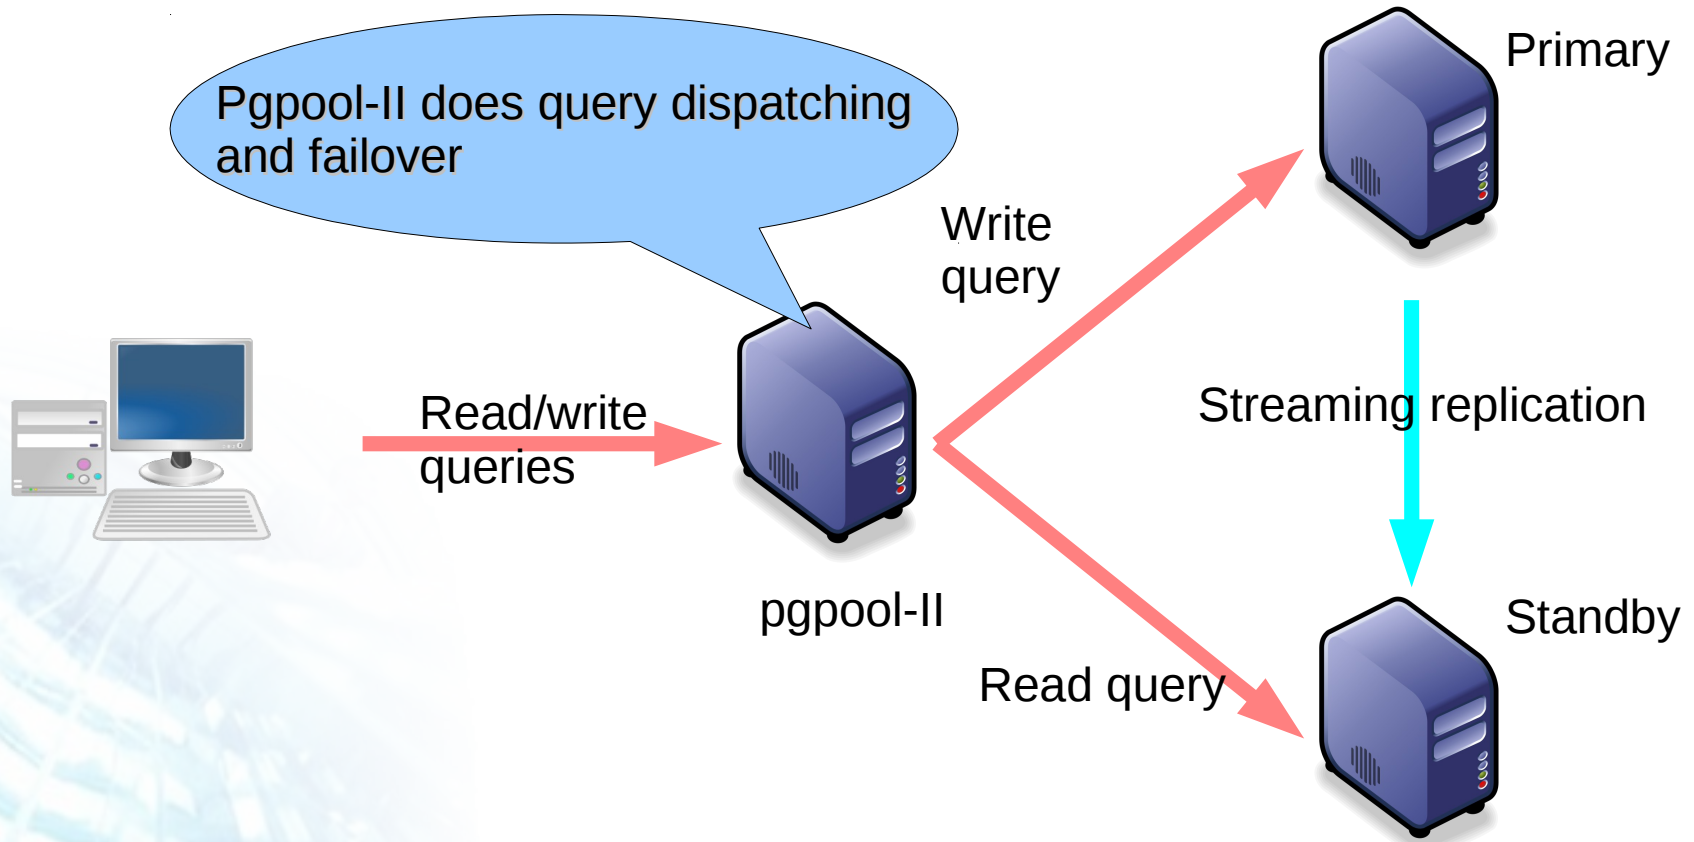 Pgpool-II does query dispatching
and failover
Primary
Write
query
Read/write
queries
Streaming replication
pgpool-II
Standby
Read query